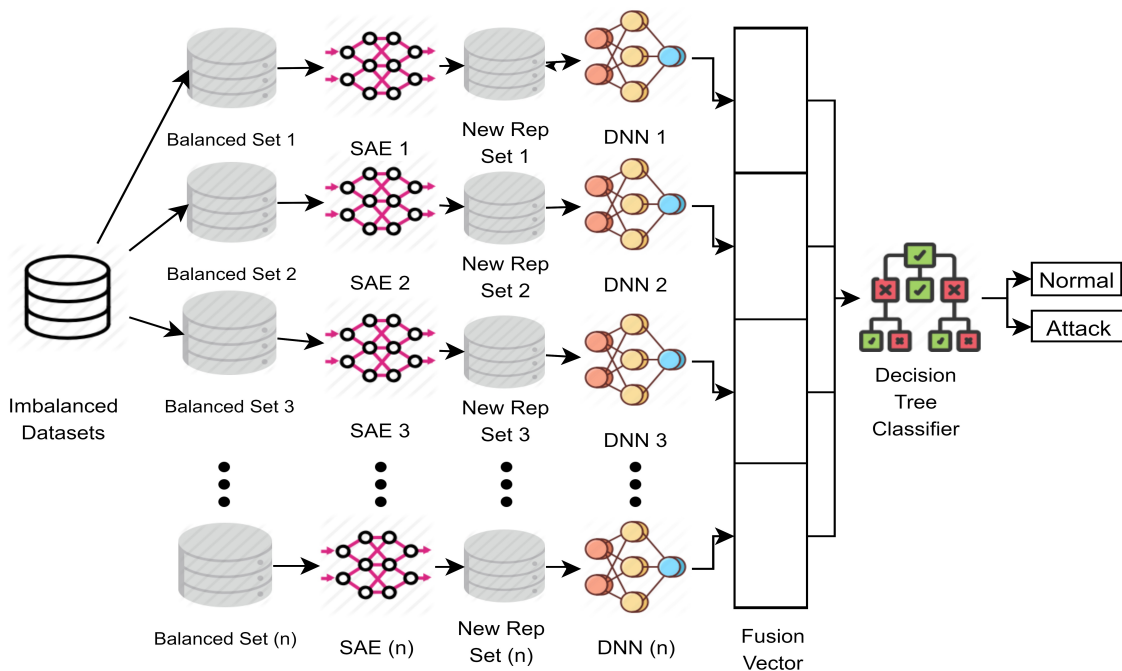 Balanced Set 1
SAE 1
New Rep
Set 1
DNN 1
Balanced Set 2
SAE 2
New Rep
Set 2
DNN 2
Imbalanced
Datasets
Balanced Set 3
SAE 3
New Rep
Set 3
DNN 3
Balanced Set (n)
SAE (n)
New Rep
Set (n)
DNN (n)
Fusion
Vector
Decision
Tree
Classifier
Normal
Attack